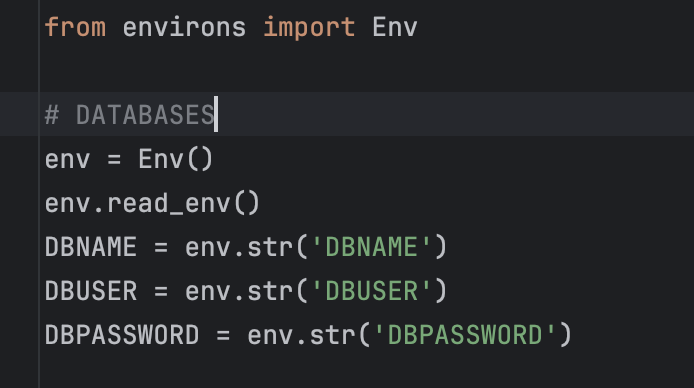 from environs import Env
# DATABASES
env = Env()
env.read_env()
DBNAME = env.str('DBNAME')
DBUSER = env.str('DBUSER')
DBPASSWORD = env.str('DBPASSWORD')